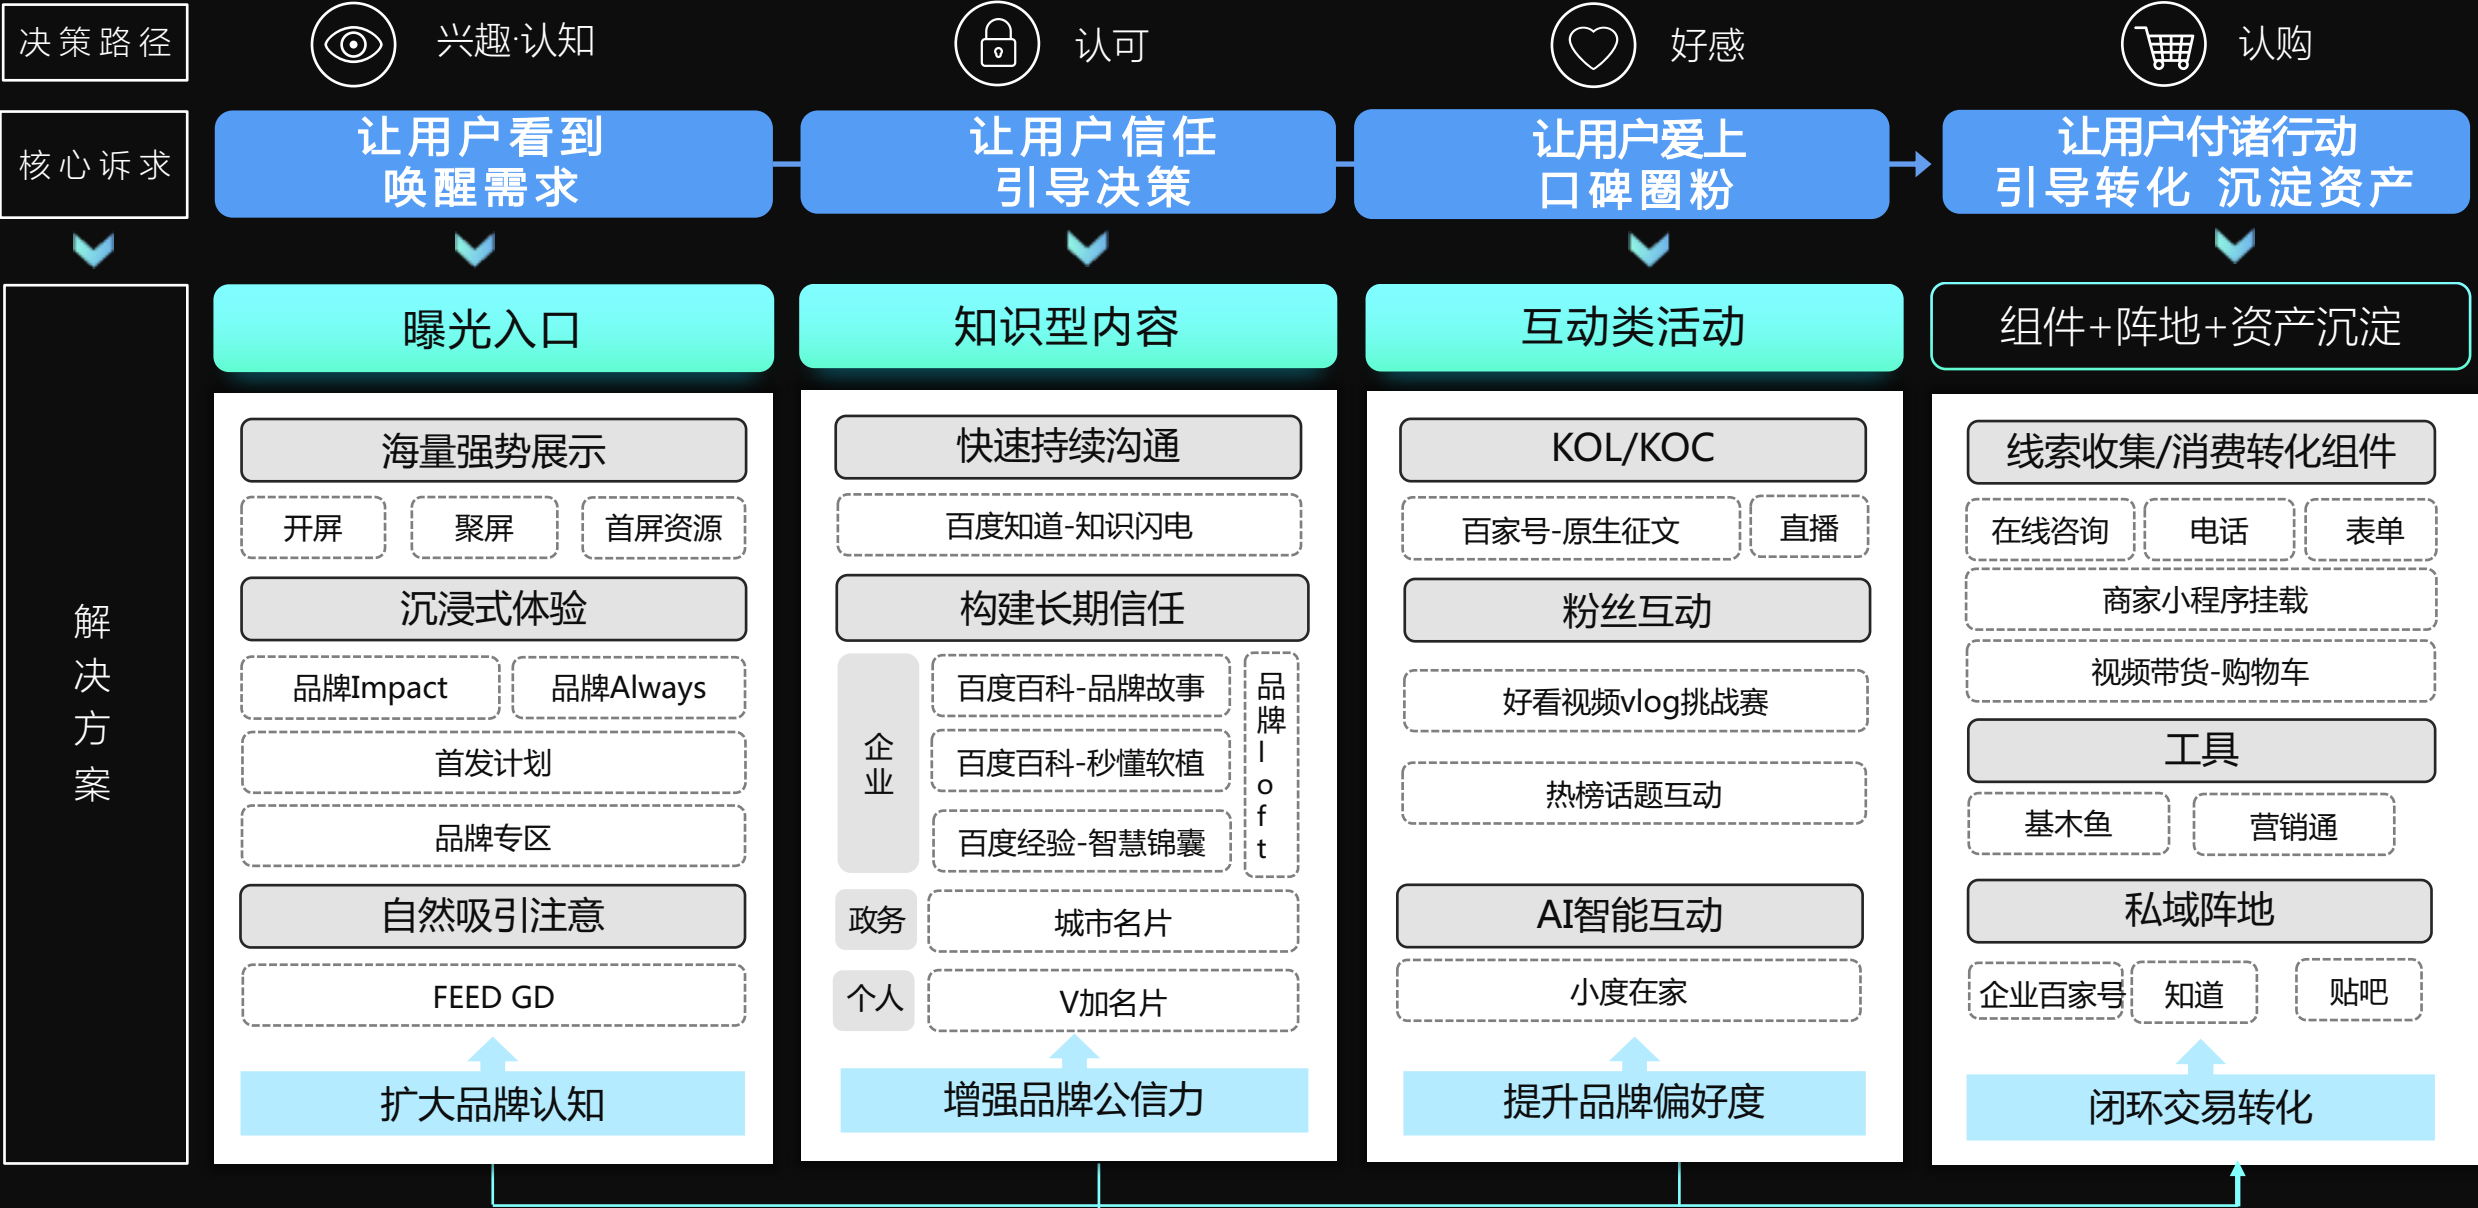 决策路径
兴趣·认知
认可
好感
认购
核心诉求
让用户看到
唤醒需求
让用户信任
引导决策
让用户爱上
口碑圈粉
让用户付诸行动
引导转化 沉淀资产
解决方案
曝光入口
海量强势展示
开屏
聚屏
首屏资源
沉浸式体验
品牌Impact
品牌Always
首发计划
品牌专区
自然吸引注意
FEED GD
扩大品牌认知
知识型内容
快速持续沟通
百度知道-知识闪电
构建长期信任
企业
百度百科-品牌故事
百度百科-秒懂软植
百度经验-智慧锦囊
品牌loft
政务
城市名片
个人
V加名片
增强品牌公信力
互动类活动
KOL/KOC
百家号-原生征文
直播
粉丝互动
好看视频vlog挑战赛
热榜话题互动
AI智能互动
小度在家
提升品牌偏好度
组件+阵地+资产沉淀
线索收集/消费转化组件
在线咨询
电话
表单
商家小程序挂载
视频带货-购物车
工具
基木鱼
营销通
私域阵地
企业百家号
知道
贴吧
闭环交易转化